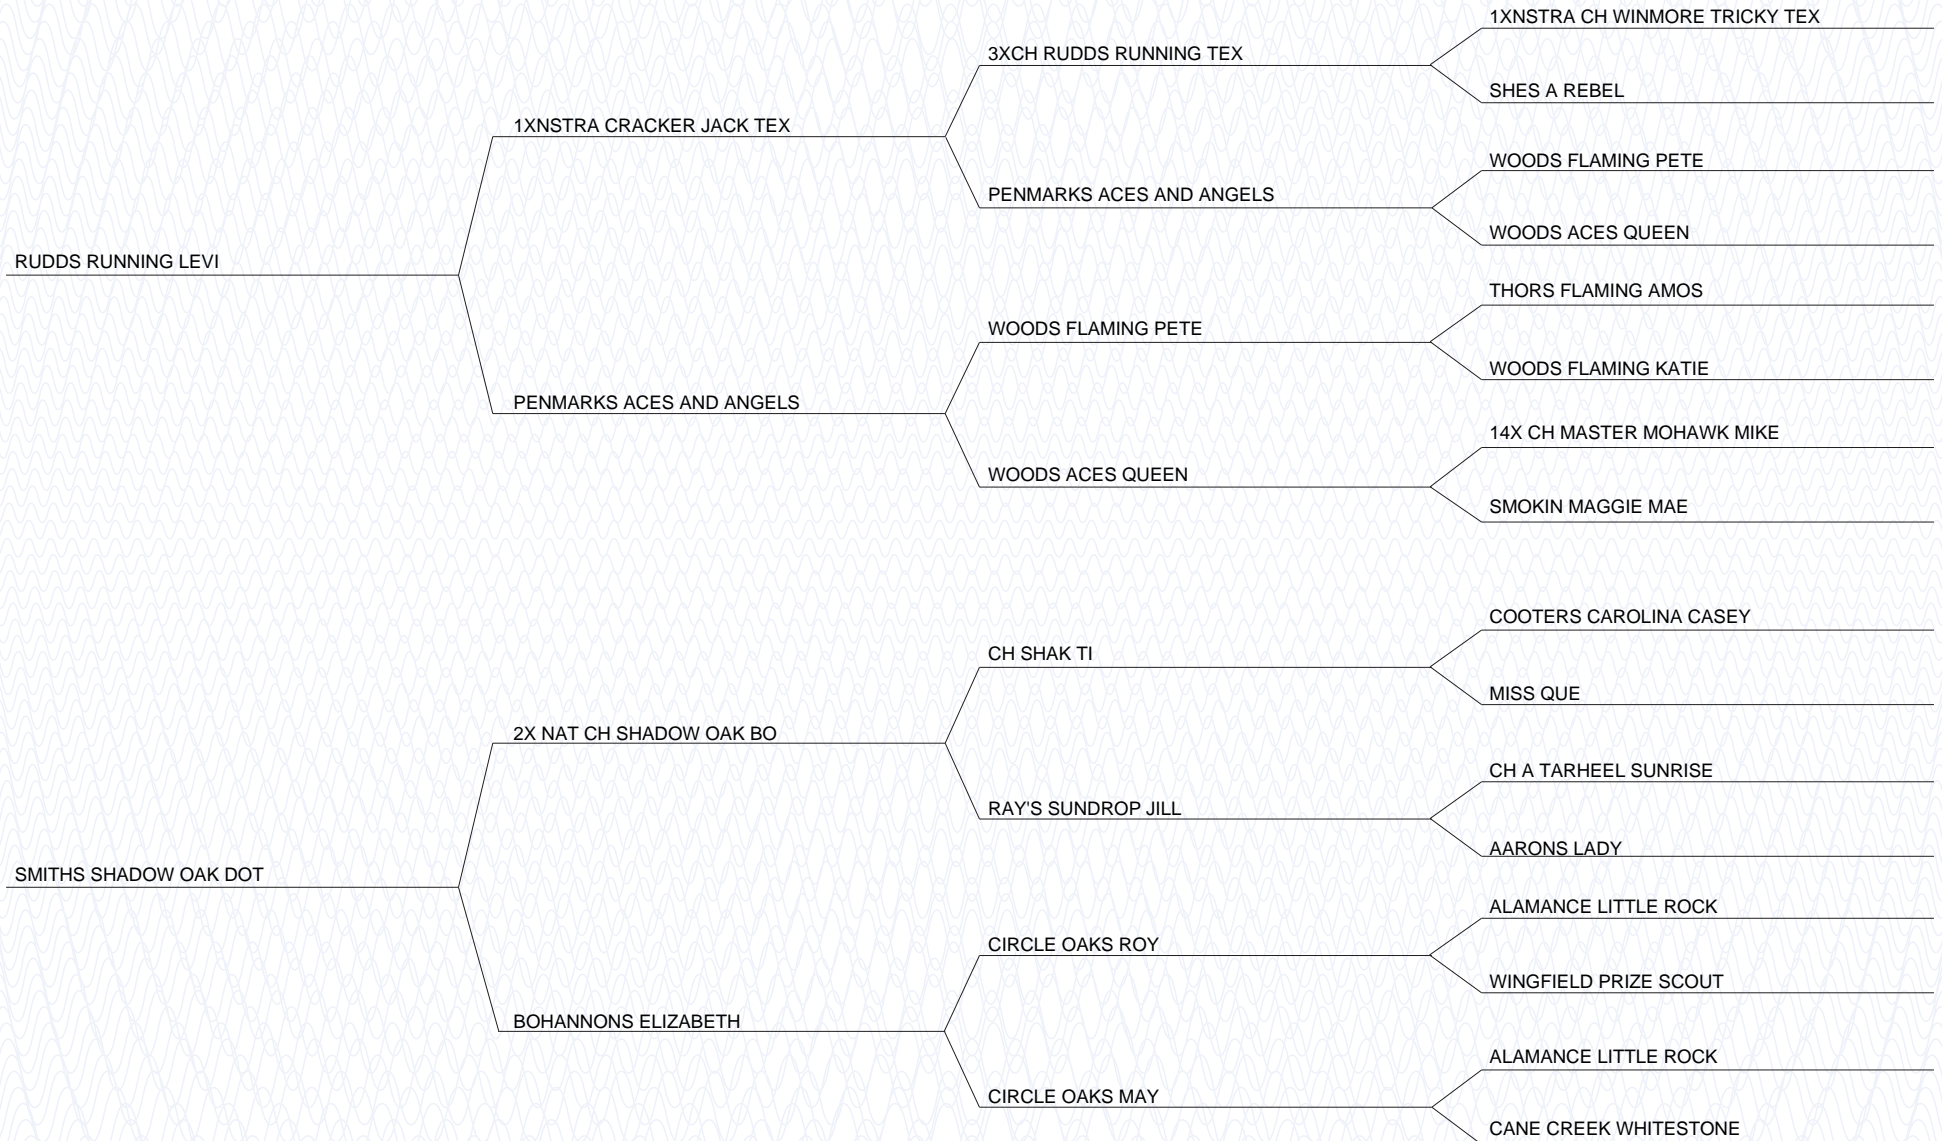 1XNSTRA CH WINMORE TRICKY TEX
3XCH RUDDS RUNNING TEX
SHES A REBEL
1XNSTRA CRACKER JACK TEX
WOODS FLAMING PETE
PENMARKS ACES AND ANGELS
WOODS ACES QUEEN
RUDDS RUNNING LEVI
THORS FLAMING AMOS
WOODS FLAMING PETE
WOODS FLAMING KATIE
PENMARKS ACES AND ANGELS
14X CH MASTER MOHAWK MIKE
WOODS ACES QUEEN
SMOKIN MAGGIE MAE
COOTERS CAROLINA CASEY
CH SHAK TI
MISS QUE
2X NAT CH SHADOW OAK BO
CH A TARHEEL SUNRISE
RAY'S SUNDROP JILL
AARONS LADY
SMITHS SHADOW OAK DOT
ALAMANCE LITTLE ROCK
CIRCLE OAKS ROY
WINGFIELD PRIZE SCOUT
BOHANNONS ELIZABETH
ALAMANCE LITTLE ROCK
CIRCLE OAKS MAY
CANE CREEK WHITESTONE